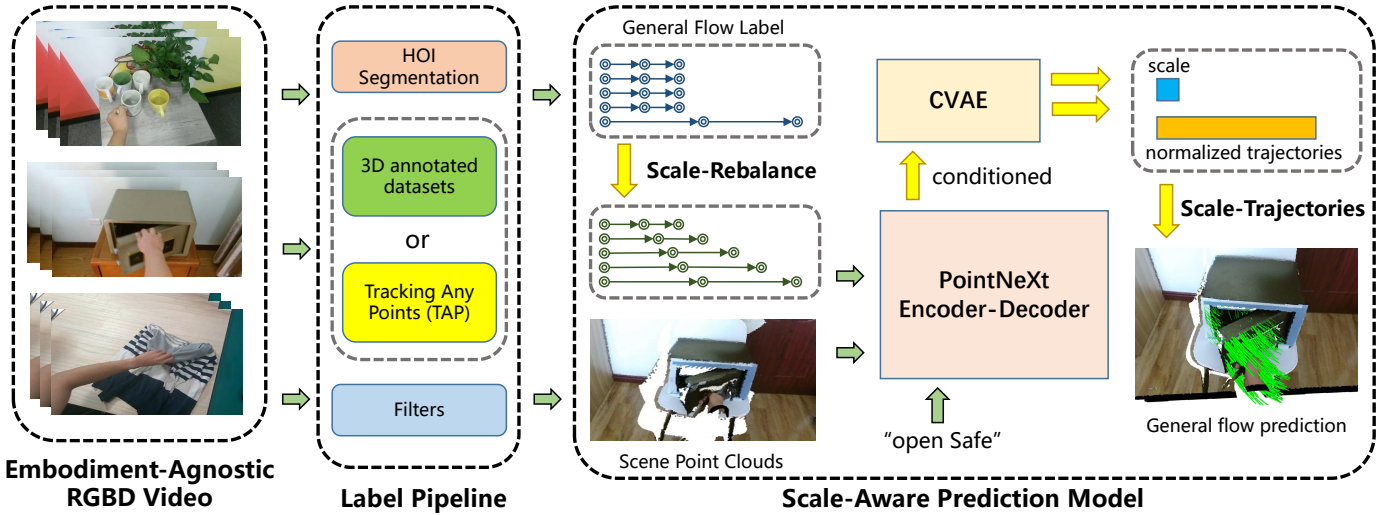 Embodiment-Agnostic
RGBD Video
HOI
Segmentation
3D annotated
datasets
or
Tracking Any
Points (TAP)
Filters
Label Pipeline
General Flow Label
Scale-Rebalance
Scene Point Clouds
CVAE
conditioned
PointNeXt
Encoder-Decoder
“open Safe”
scale
normalized trajectories
Scale-Trajectories
General flow prediction
Scale-Aware Prediction Model